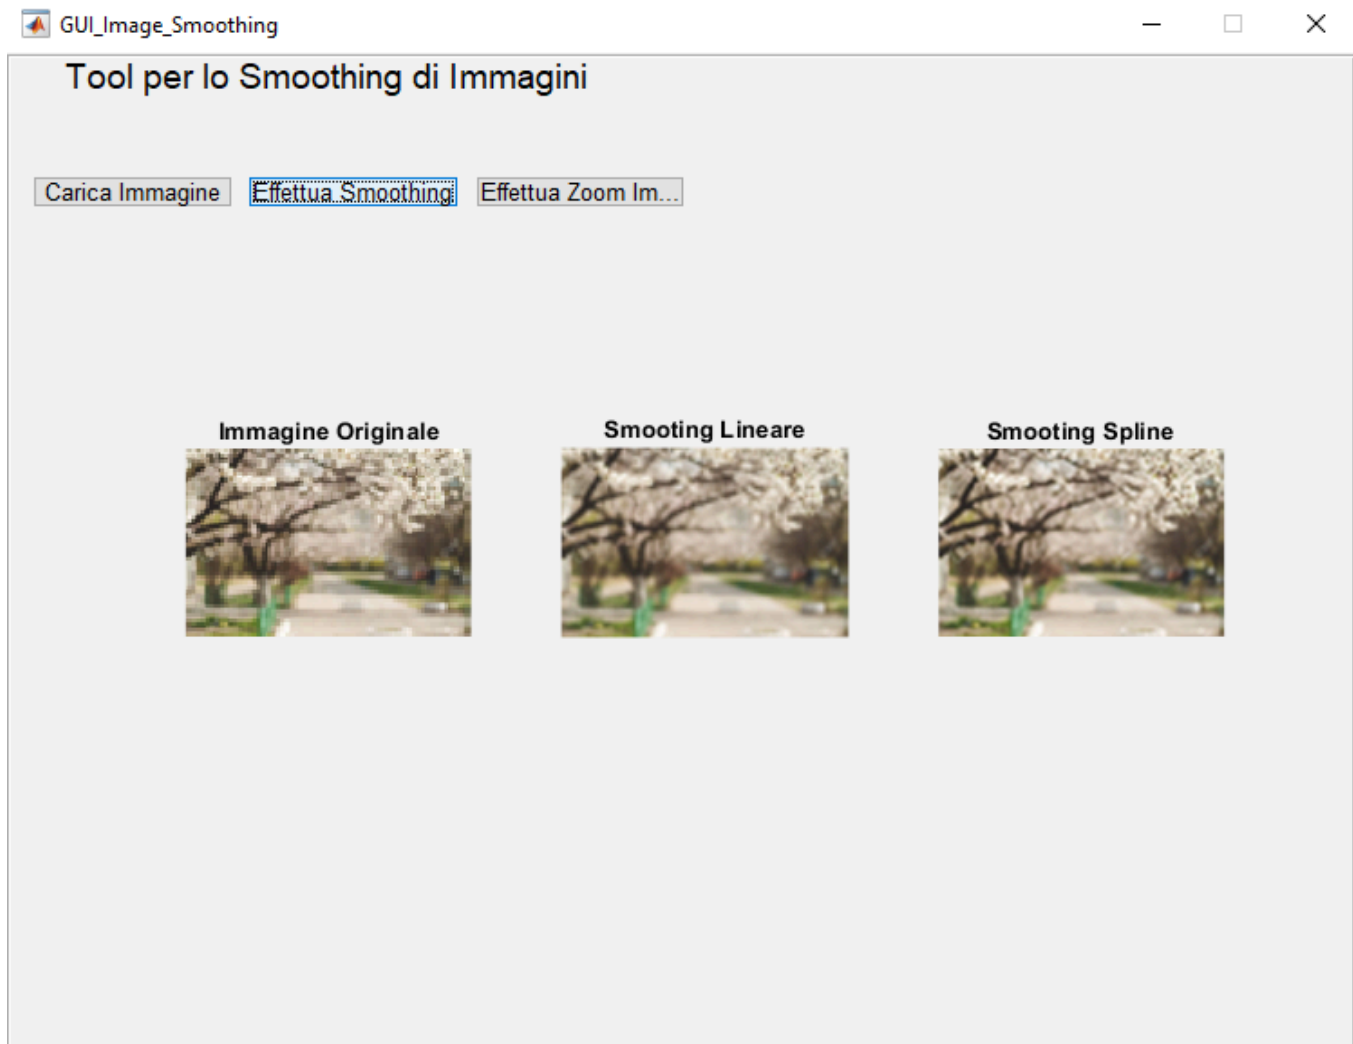 GUI_Image_Smoothing
Tool per lo Smoothing di Immagini
Carica Immagine Effettua Smoothing Effettua Zoom Im...
Immagine Originale Smooting Lineare Smooting Spline